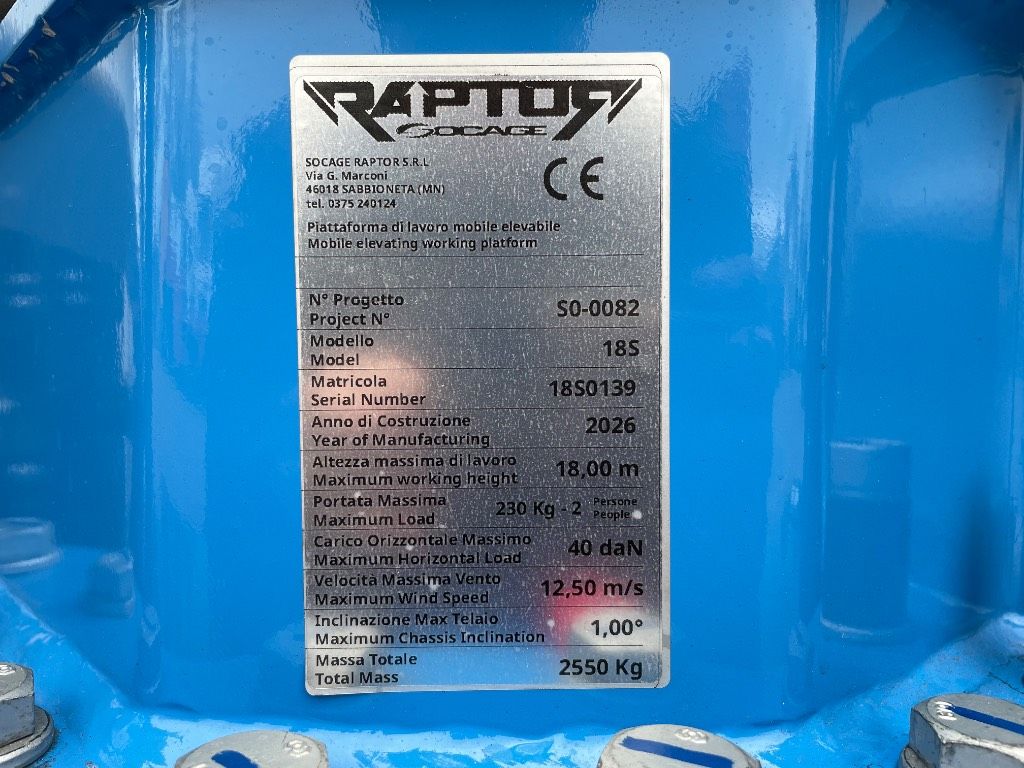 RAPTOR
SOCAGE
SOCAGE RAPTOR S.R.L
Via G. Marconi
46018 SABBIONETA (MN)
tel. 0375 240124
CE
Piattaforma di lavoro mobile elevabile
Mobile elevating working platform
N° Progetto
Project N°
S0-0082
Modello
Model
18S
Matricola
Serial Number
18S0139
Anno di Costruzione
Year of Manufacturing
2026
Altezza massima di lavoro
Maximum working height
18,00 m
Portata Massima
Maximum Load
230 Kg - 2 Persone
People
Carico Orizzontale Massimo
Maximum Horizontal Load
40 daN
Velocità Massima Vento
Maximum Wind Speed
12,50 m/s
Inclinazione Max Telaio
Maximum Chassis Inclination
1,00°
Massa Totale
Total Mass
2550 Kg